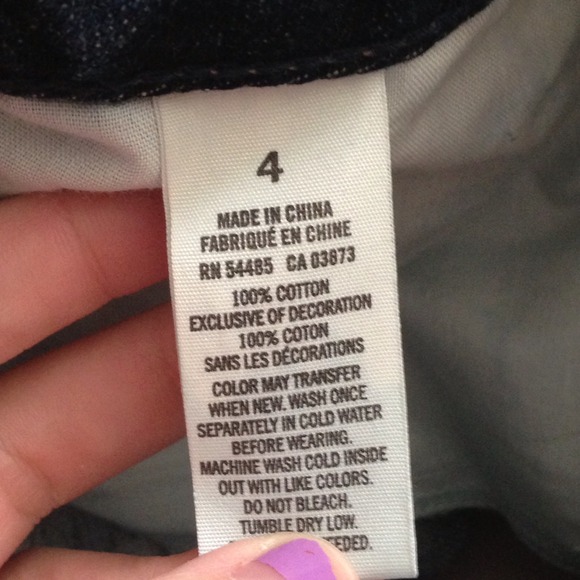 4
MADE IN CHINA
FABRIQUÉ EN CHINE
RN 54485 CA 03873
100% COTTON
EXCLUSIVE OF DECORATION
100% COTON
SANS LES DÉCORATIONS
COLOR MAY TRANSFER
WHEN NEW. WASH ONCE
SEPARATELY IN COLD WATER
BEFORE WEARING.
MACHINE WASH COLD INSIDE
OUT WITH LIKE COLORS.
DO NOT BLEACH.
TUMBLE DRY LOW.